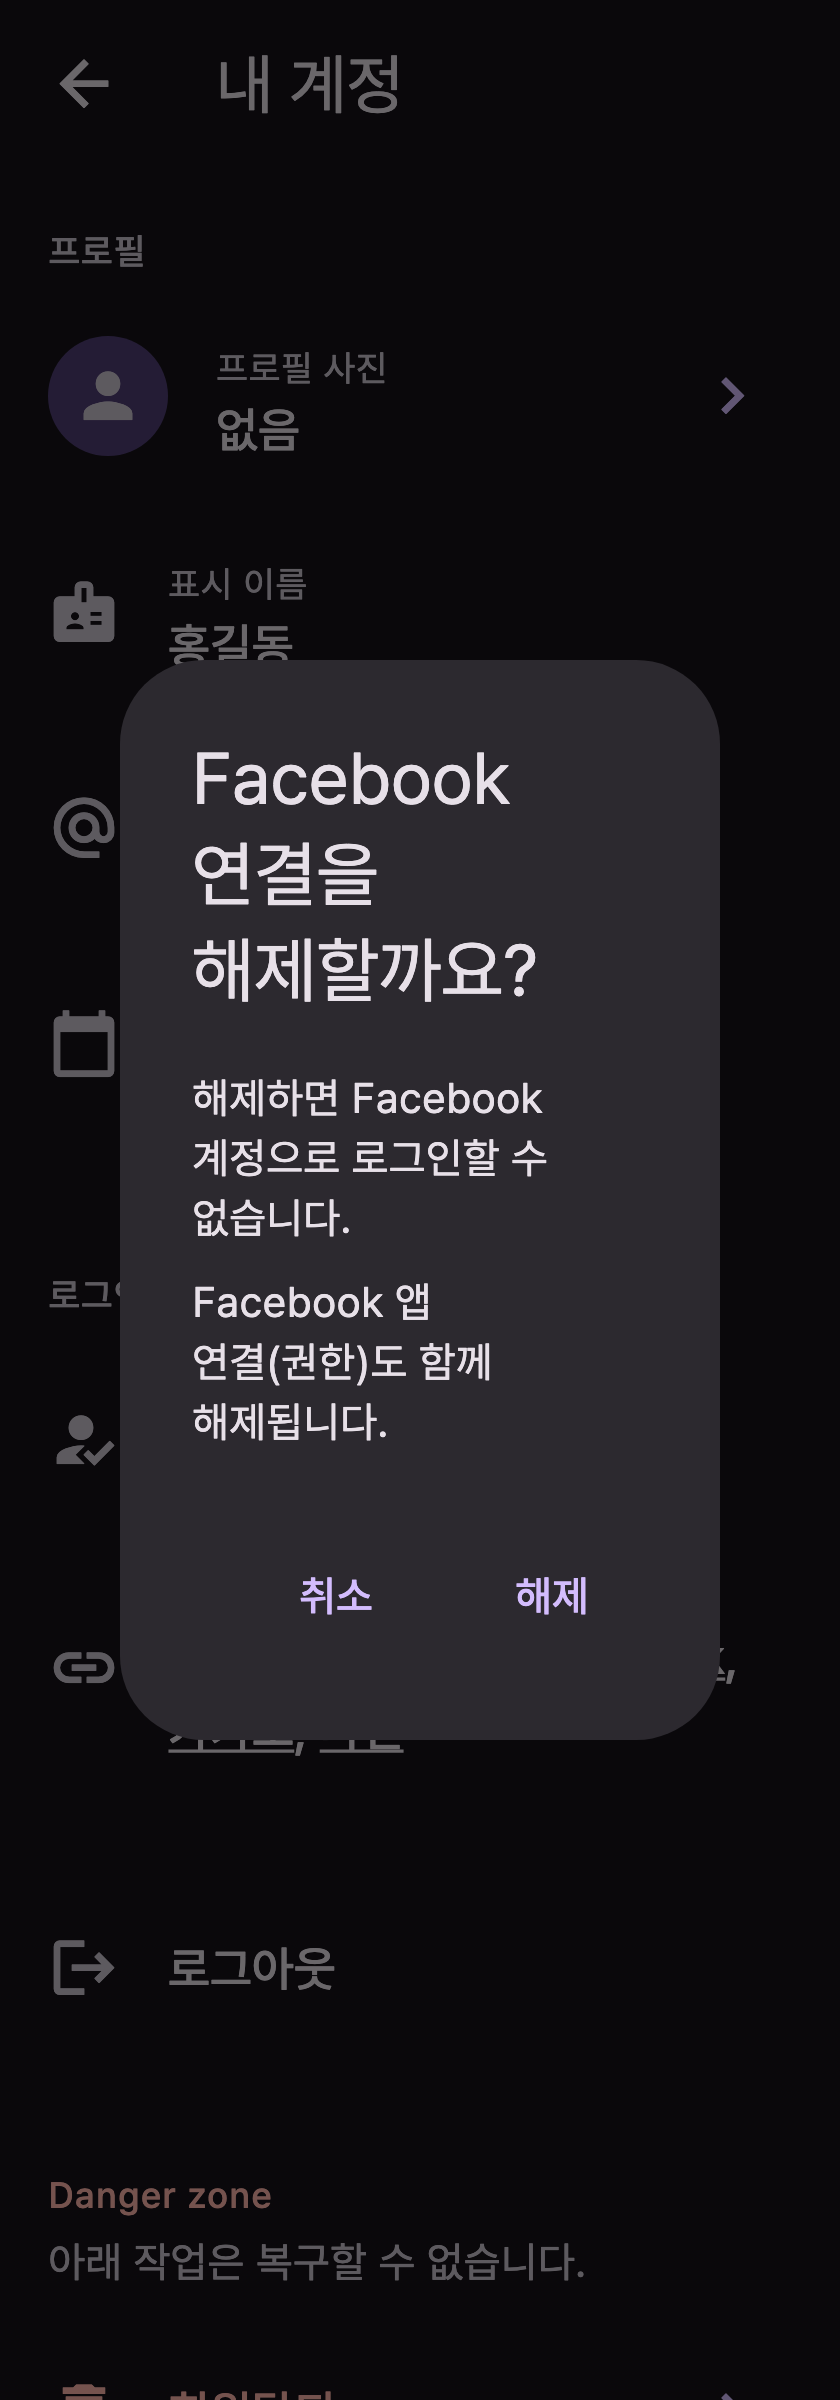 내 계정
프로필
프로필 사진
없음
표시 이름
홍길동
Facebook
연결을
해제할까요?
해제하면 Facebook
계정으로 로그인할 수
없습니다.
Facebook 앱
연결(권한)도 함께
해제됩니다.
취소
해제
로그아웃
Danger zone
아래 작업은 복구할 수 없습니다.